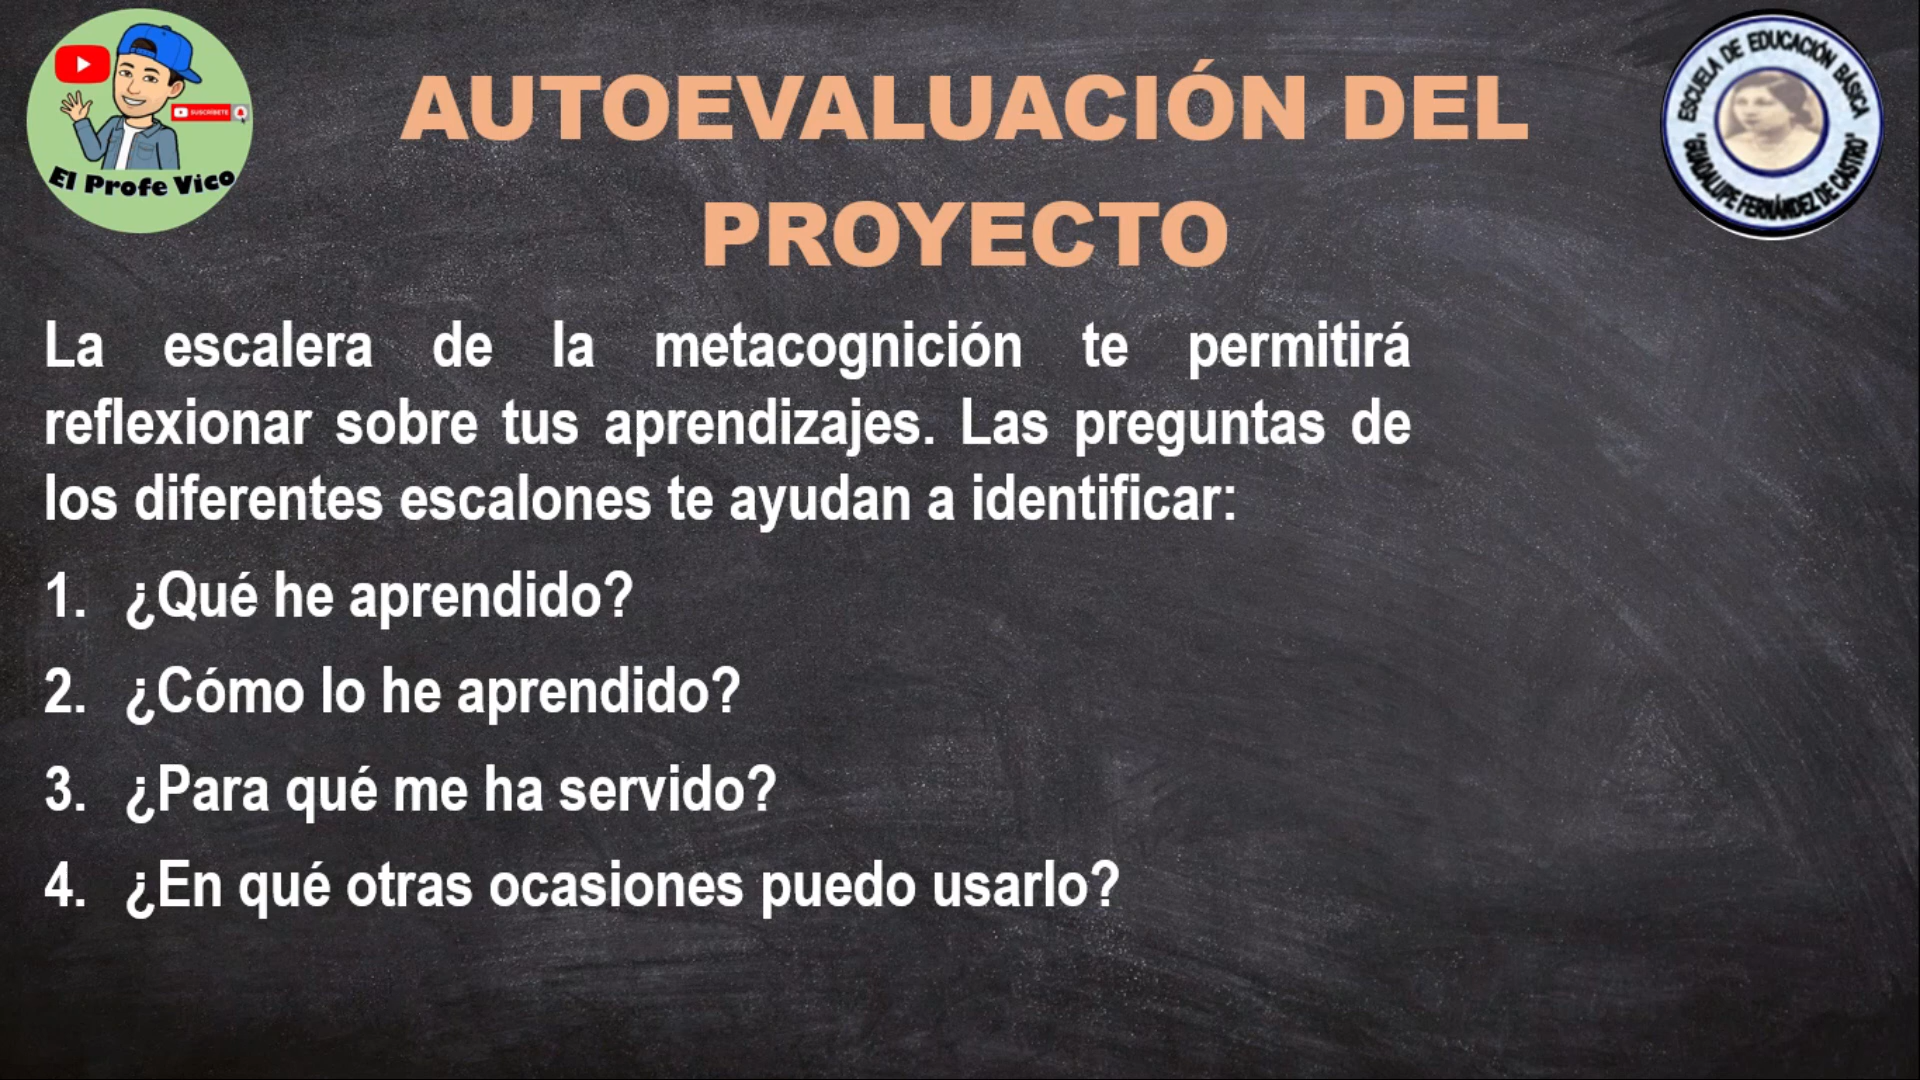 SUSCRÍBETE
El Profe Vico
AUTOEVALUACIÓN DEL
PROYECTO
ESCUELA DE EDUCACIÓN BÁSICA
"GUADALUPE FERNÁNDEZ DE CASTRO"
La escalera de la metacognición te permitirá
reflexionar sobre tus aprendizajes. Las preguntas de
los diferentes escalones te ayudan a identificar:
1. ¿Qué he aprendido?
2. ¿Cómo lo he aprendido?
3. ¿Para qué me ha servido?
4. ¿En qué otras ocasiones puedo usarlo?